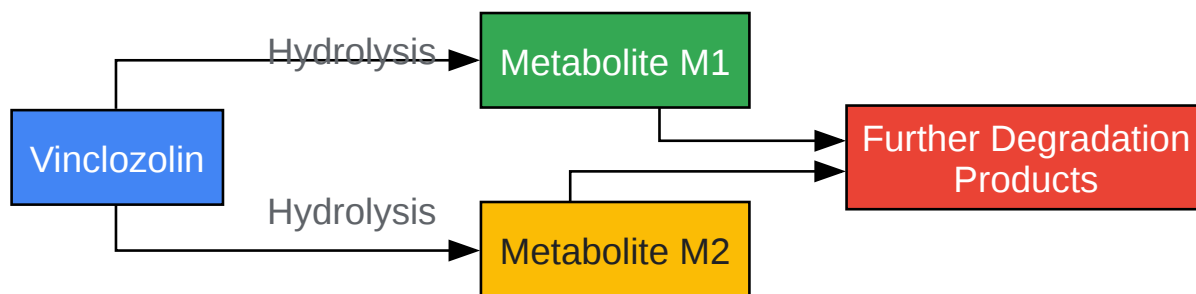 Hydrolysis
Metabolite M1
Vinclozolin
Further Degradation
Products
Hydrolysis
Metabolite M2